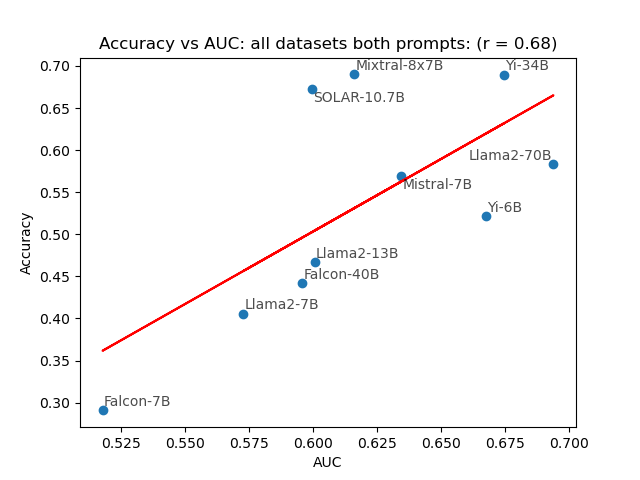 Accuracy vs AUC: all datasets both prompts: (r = 0.68)
0.70
0.65
0.60
0.55
0.50
0.45
0.40
0.35
0.30
Accuracy
Mixtral-8x7B
Yi-34B
SOLAR-10.7B
Llama2-70B
Mistral-7B
Yi-6B
Llama2-13B
Falcon-40B
Llama2-7B
Falcon-7B
0.525 0.550 0.575 0.600 0.625 0.650 0.675 0.700
AUC